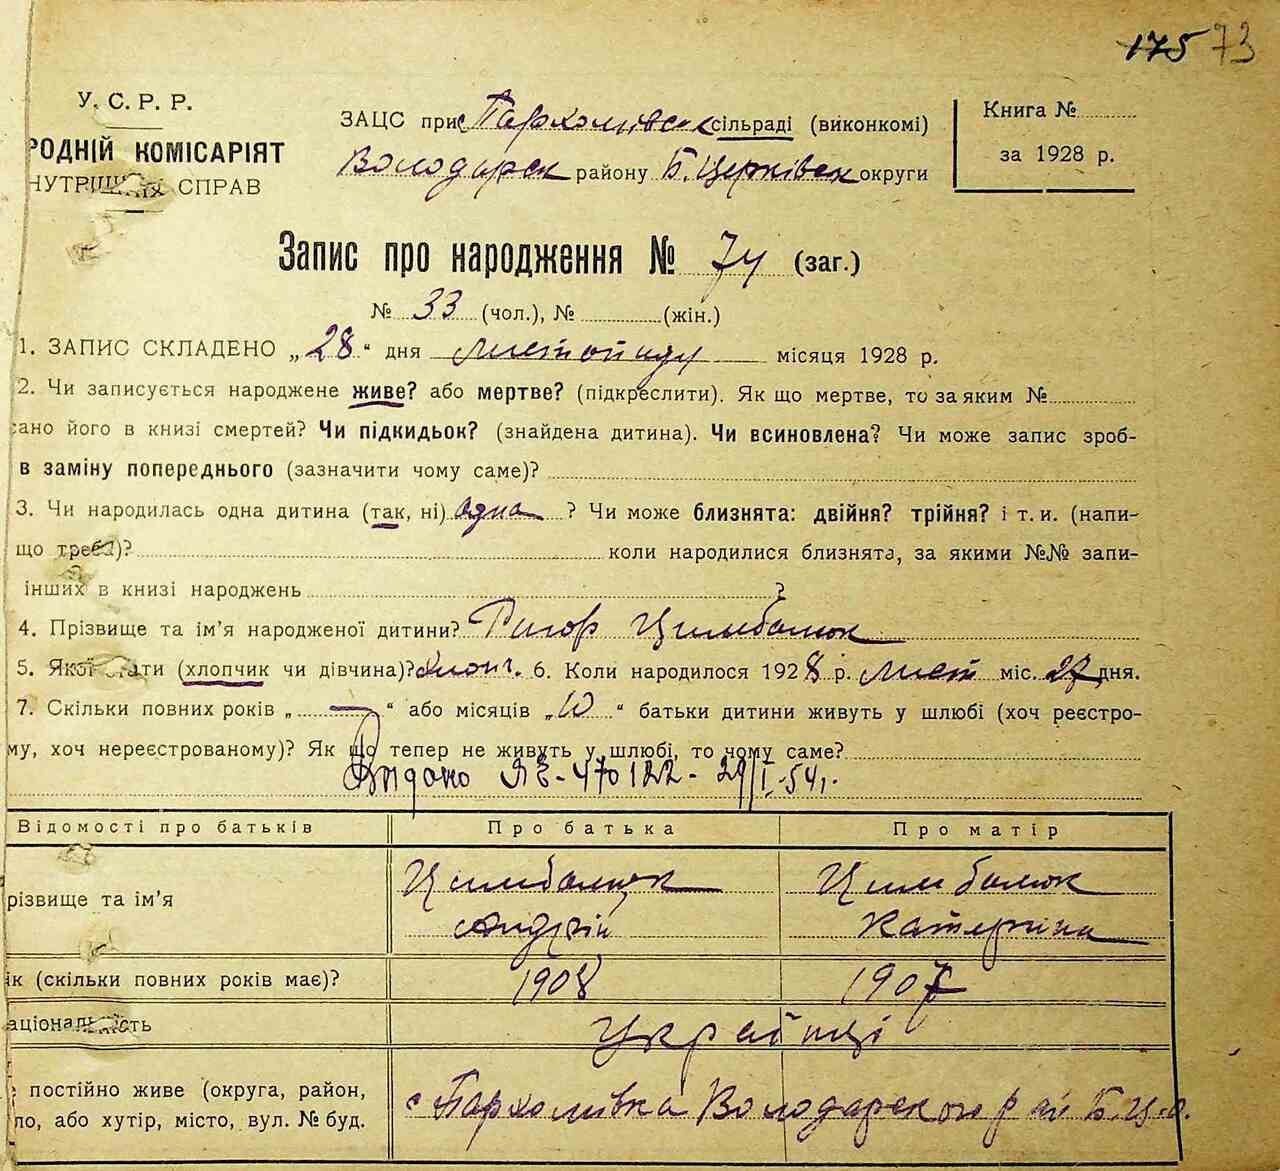 175 73
У. С. Р. Р.
РОДНІЙ КОМІСАРІЯТ
НУТРІШНІХ СПРАВ
ЗАЦС при Пархомівськ сільраді (виконкомі)
Володарськ району Б. Церківськ округи
Книга №
за 1928 р.
Запис про народження № 74 (заг.)
№ 33 (чол.), № (жін.)
1. ЗАПИС СКЛАДЕНО „28" дня листопаду місяця 1928 р.
2. Чи записується народжене живе? або мертве? (підкреслити). Як що мертве, то за яким №
ано його в книзі смертей? Чи підкидьок? (знайдена дитина). Чи всиновлена? Чи може запис зроб-
в заміну попереднього (зазначити чому саме)?
3. Чи народилась одна дитина (так, ні) одна ? Чи може близнята: двійня? трійня? і т. и. (напи-
що треба)? коли народилися близнята, за якими №№ запи-
інших в книзі народжень ?
4. Прізвище та ім'я народженої дитини? Григор Цимбалюк
5. Якої стати (хлопчик чи дівчина)? хлопч. 6. Коли народилося 1928 р. лист міс. 27 дня.
7. Скільки повних років „ — " або місяців „10" батьки дитини живуть у шлюбі (хоч реєстро-
му, хоч нереєстрованому)? Як що тепер не живуть у шлюбі, то чому саме?
Видано ЯЕ-470122- 29/I.-54.
Відомості про батьків Про батька Про матір
різвище та ім'я Цимбалюк Андрій Цимбалюк Катерина
ік (скільки повних років має)? 1908 1907
аціональність Українці
постійно живе (округа, район,
ло, або хутір, місто, вул. № буд. с Пархомівка Володарського рай Б.Ц.о.